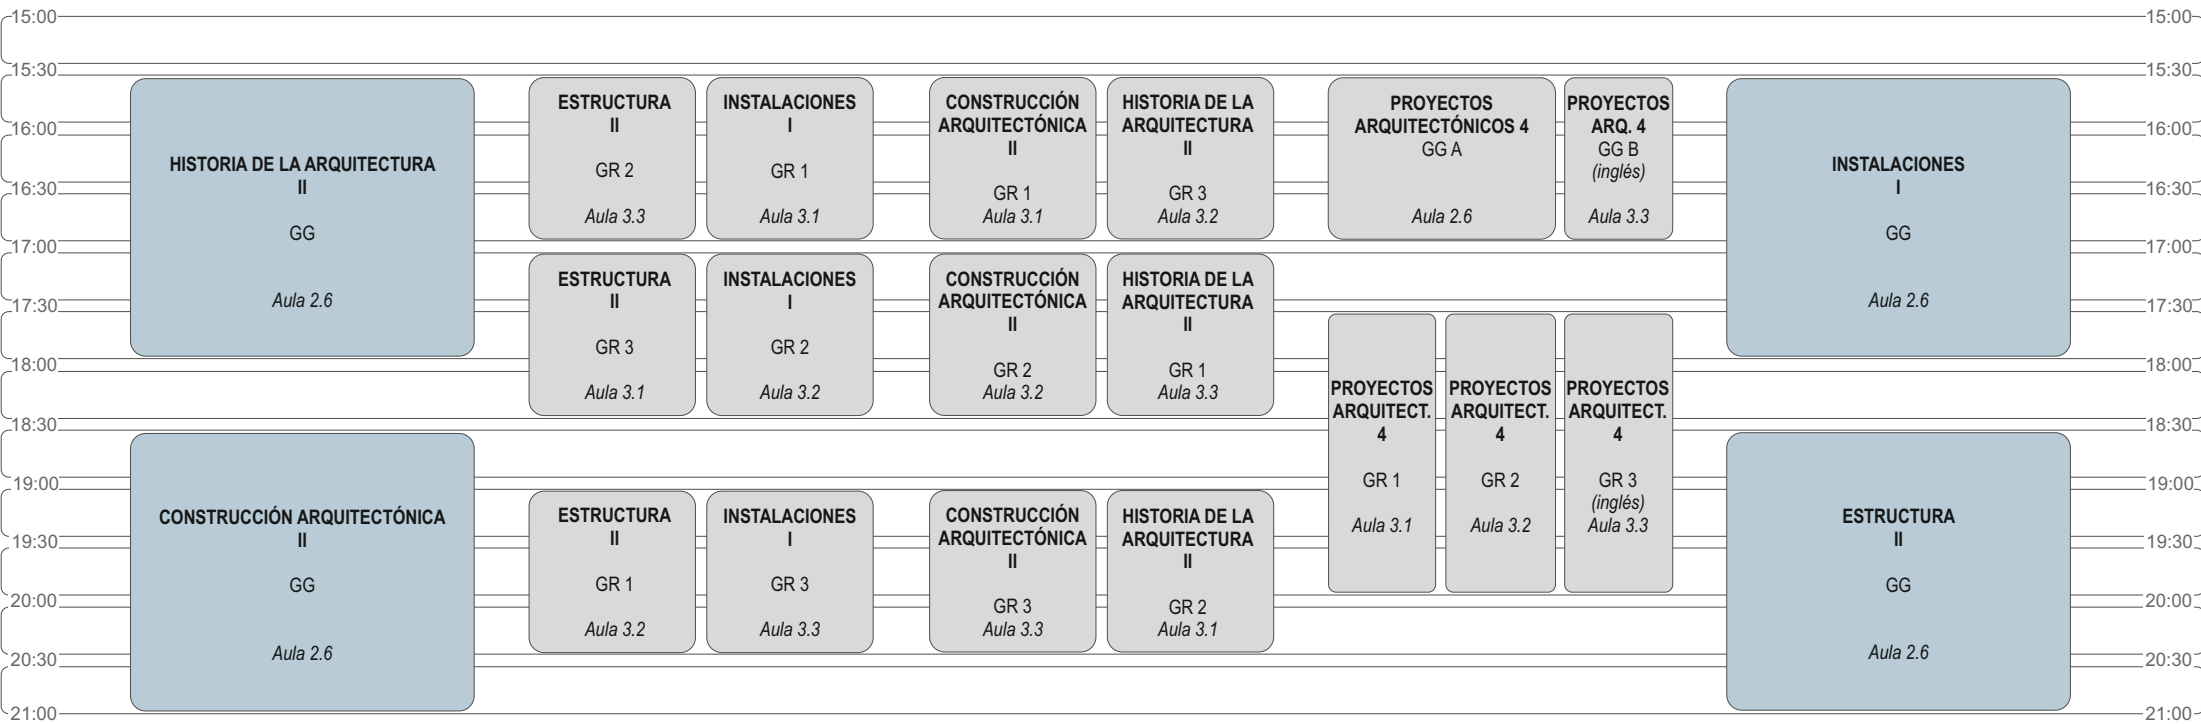 15:00
15:30
16:00
16:30
17:00
17:30
18:00
18:30
19:00
19:30
20:00
20:30
21:00
HISTORIA DE LA ARQUITECTURA
II
GG
Aula 2.6
CONSTRUCCIÓN ARQUITECTÓNICA
II
GG
Aula 2.6
ESTRUCTURA
II
GR 2
Aula 3.3
INSTALACIONES
I
GR 1
Aula 3.1
ESTRUCTURA
II
GR 3
Aula 3.1
INSTALACIONES
I
GR 2
Aula 3.2
ESTRUCTURA
II
GR 1
Aula 3.2
INSTALACIONES
I
GR 3
Aula 3.3
CONSTRUCCIÓN
ARQUITECTÓNICA
II
GR 1
Aula 3.1
HISTORIA DE LA
ARQUITECTURA
II
GR 3
Aula 3.2
CONSTRUCCIÓN
ARQUITECTÓNICA
II
GR 2
Aula 3.2
HISTORIA DE LA
ARQUITECTURA
II
GR 1
Aula 3.3
CONSTRUCCIÓN
ARQUITECTÓNICA
II
GR 3
Aula 3.3
HISTORIA DE LA
ARQUITECTURA
II
GR 2
Aula 3.1
PROYECTOS
ARQUITECTÓNICOS 4
GG A
Aula 2.6
PROYECTOS
ARQ. 4
GG B
(inglés)
Aula 3.3
PROYECTOS
ARQUITECT.
4
GR 1
Aula 3.1
PROYECTOS
ARQUITECT.
4
GR 2
Aula 3.2
PROYECTOS
ARQUITECT.
4
GR 3
(inglés)
Aula 3.3
INSTALACIONES
I
GG
Aula 2.6
ESTRUCTURA
II
GG
Aula 2.6
15:00
15:30
16:00
16:30
17:00
17:30
18:00
18:30
19:00
19:30
20:00
20:30
21:00